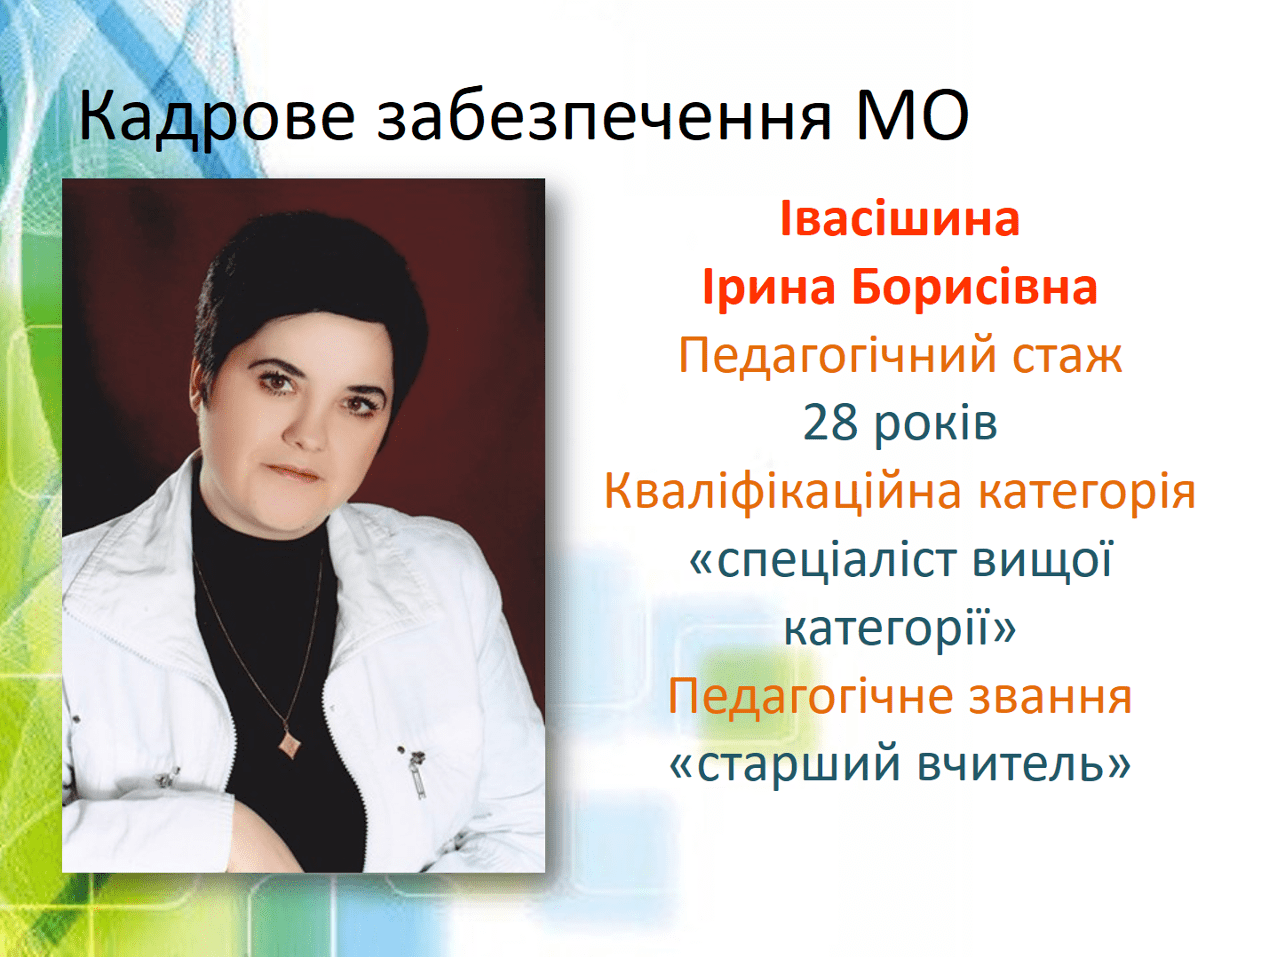 Кадрове забезпечення МО
Івасішина
Ірина Борисівна
Педагогічний стаж
28 років
Кваліфікаційна категорія
«спеціаліст вищої
категорії»
Педагогічне звання
«старший вчитель»